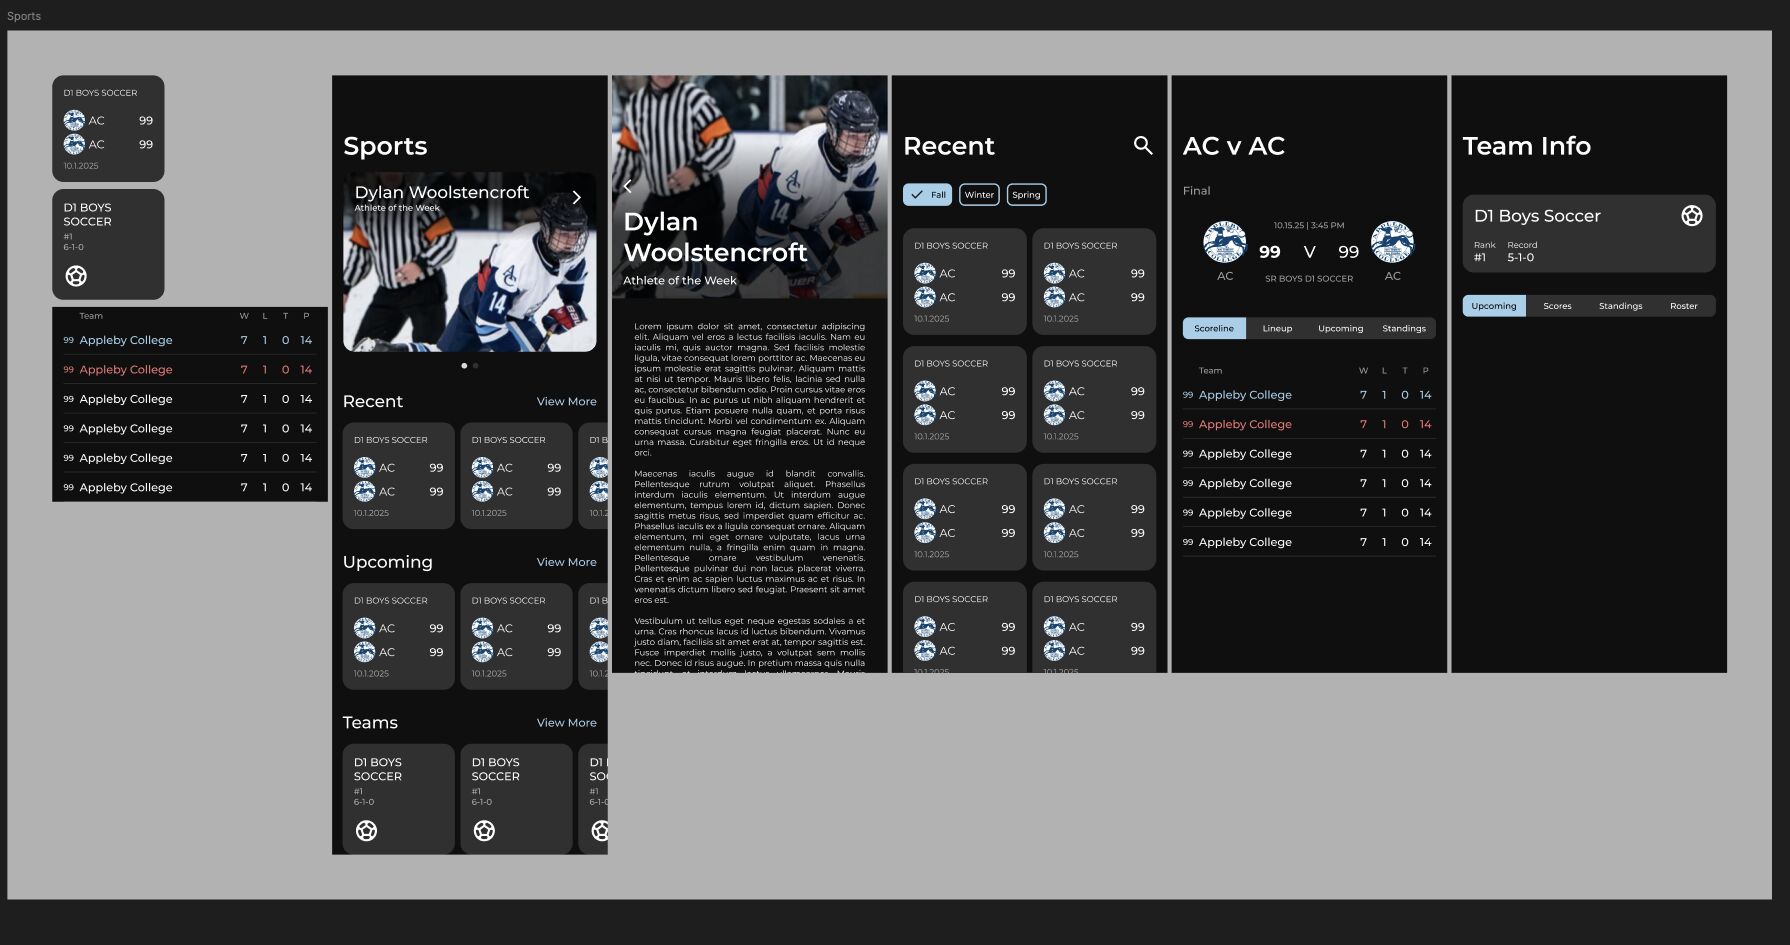 Sports
D1 BOYS SOCCER
AC 99
AC 99
10.1.2025
D1 BOYS
SOCCER
#1
6-1-0
Team W L T P
99 Appleby College 7 1 0 14
99 Appleby College 7 1 0 14
99 Appleby College 7 1 0 14
99 Appleby College 7 1 0 14
99 Appleby College 7 1 0 14
99 Appleby College 7 1 0 14
Sports
Dylan Woolstencroft
Athlete of the Week
AC
14
Recent View More
D1 BOYS SOCCER D1 BOYS SOCCER D1 B
AC 99 AC 99
AC 99 AC 99
10.1.2025 10.1.2025 10.1.2
Upcoming View More
D1 BOYS SOCCER D1 BOYS SOCCER D1 B
AC 99 AC 99
AC 99 AC 99
10.1.2025 10.1.2025 10.1.2
Teams View More
D1 BOYS D1 BOYS D1 
SOCCER SOCCER SO
#1 #1 #1
6-1-0 6-1-0 6-1-0
14
Dylan
Woolstencroft
Athlete of the Week
Lorem ipsum dolor sit amet, consectetur adipiscing
elit. Aliquam vel eros a lectus facilisis iaculis. Nam eu
iaculis mi, quis auctor magna. Sed facilisis molestie
ligula, vitae consequat lorem porttitor ac. Maecenas eu
ipsum molestie erat sagittis pulvinar. Aliquam mattis
at nisi ut tempor. Mauris libero felis, lacinia sed nulla
ac, consectetur bibendum odio. Proin cursus vitae eros
eu faucibus. In ac purus ut nibh aliquam hendrerit et
quis purus. Etiam posuere nulla quam, et porta risus
mattis tincidunt. Morbi vel condimentum ex. Aliquam
consequat cursus magna feugiat placerat. Nunc eu
urna massa. Curabitur eget fringilla eros. Ut id neque
orci.
Maecenas iaculis augue id blandit convallis.
Pellentesque rutrum volutpat aliquet. Phasellus
interdum iaculis elementum. Ut interdum augue
elementum, tempus lorem id, dictum sapien. Donec
sagittis metus risus, sed imperdiet quam efficitur ac.
Phasellus iaculis ex a ligula consequat ornare. Aliquam
elementum, mi eget ornare vulputate, lacus urna
elementum nulla, a fringilla enim quam in magna.
Pellentesque ornare vestibulum venenatis.
Pellentesque pulvinar dui non lacus placerat viverra.
Cras et enim ac sapien luctus maximus ac et risus. In
venenatis dictum libero sed feugiat. Praesent sit amet
eros est.
Vestibulum ut tellus eget neque egestas sodales a et
urna. Cras rhoncus lacus id luctus bibendum. Vivamus
justo diam, facilisis sit amet erat at, tempor sagittis est.
Fusce imperdiet mollis justo, a volutpat sem mollis
nec. Donec id risus augue. In pretium massa quis nulla
Recent
Fall Winter Spring
D1 BOYS SOCCER D1 BOYS SOCCER
AC 99 AC 99
AC 99 AC 99
10.1.2025 10.1.2025
D1 BOYS SOCCER D1 BOYS SOCCER
AC 99 AC 99
AC 99 AC 99
10.1.2025 10.1.2025
D1 BOYS SOCCER D1 BOYS SOCCER
AC 99 AC 99
AC 99 AC 99
10.1.2025 10.1.2025
D1 BOYS SOCCER D1 BOYS SOCCER
AC 99 AC 99
AC 99 AC 99
10.1.2025 10.1.2025
AC v AC
Final
10.15.25 | 3:45 PM
99 V 99
AC SR BOYS D1 SOCCER AC
Scoreline Lineup Upcoming Standings
Team W L T P
99 Appleby College 7 1 0 14
99 Appleby College 7 1 0 14
99 Appleby College 7 1 0 14
99 Appleby College 7 1 0 14
99 Appleby College 7 1 0 14
99 Appleby College 7 1 0 14
Team Info
D1 Boys Soccer
Rank Record
#1 5-1-0
Upcoming Scores Standings Roster